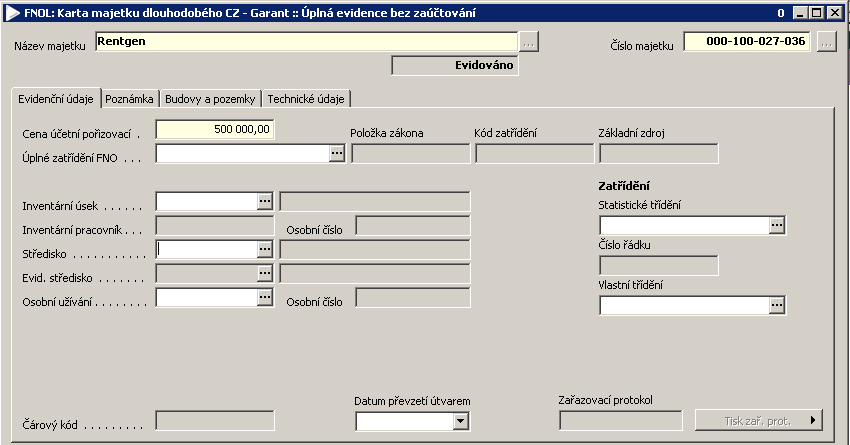 FNOL: Karta majetku dlouhodobého CZ - Garant :: Úplná evidence bez zaúčtování 0
Název majetku Rentgen ... Číslo majetku 000-100-027-036 ...
Evidováno
Evidenční údaje Poznámka Budovy a pozemky Technické údaje
Cena účetní pořizovací . 500 000,00 Položka zákona Kód zatřídění Základní zdroj
Úplné zatřídění FNO . . . ...
Zatřídění
Inventární úsek . . . . . . ... Statistické třídění
Inventární pracovník . . . Osobní číslo ...
Středisko . . . . . . . . . . . ... Číslo řádku
Evid. středisko . . . . . . . ...
Vlastní třídění
Osobní užívání . . . . . . . . ... Osobní číslo ...
Datum převzetí útvarem Zařazovací protokol
Čárový kód . . . . . . . . . Tisk zař. prot.